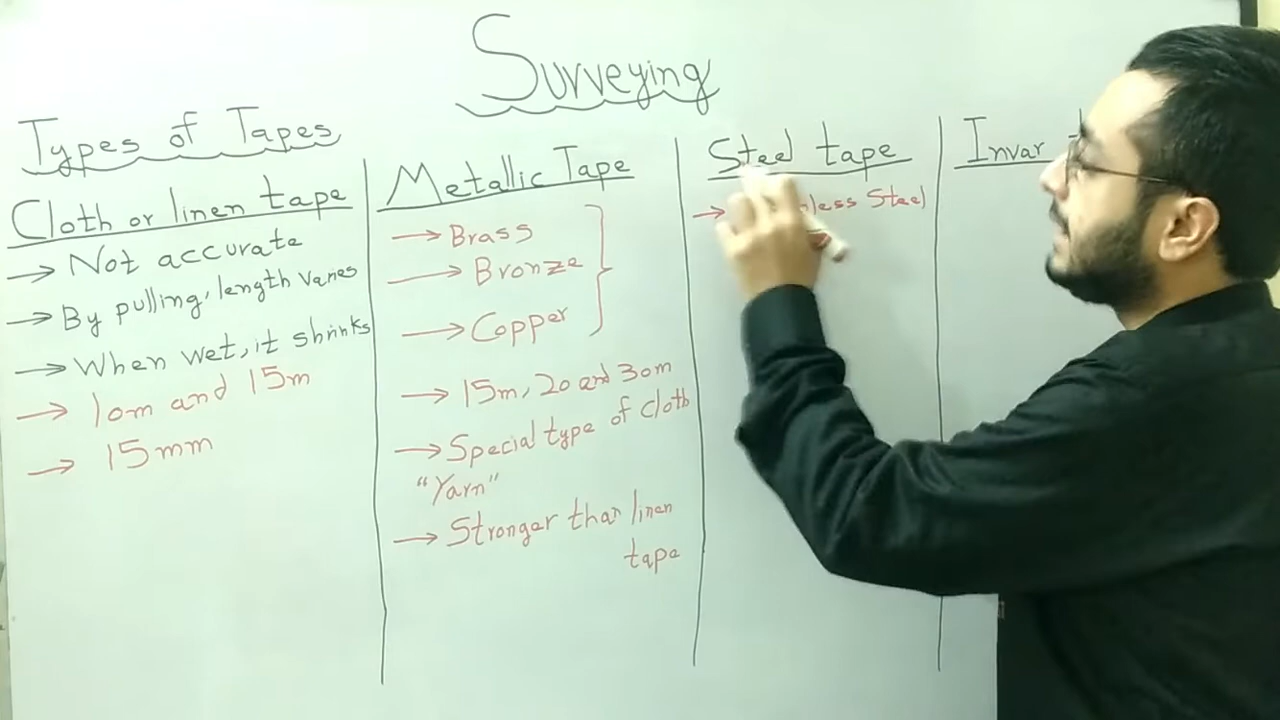 Surveying
Types of Tapes
Cloth or linen tape
→ Not accurate
→ By pulling, length varies
→ When wet, it shrinks
→ 10m and 15m
→ 15mm
Metallic Tape
→ Brass
→ Bronze
→ Copper
→ 15m, 20 and 30m
→ Special type of cloth
"Yarn"
→ Stronger than linen
tape
Steel tape
→ Steel
Invar